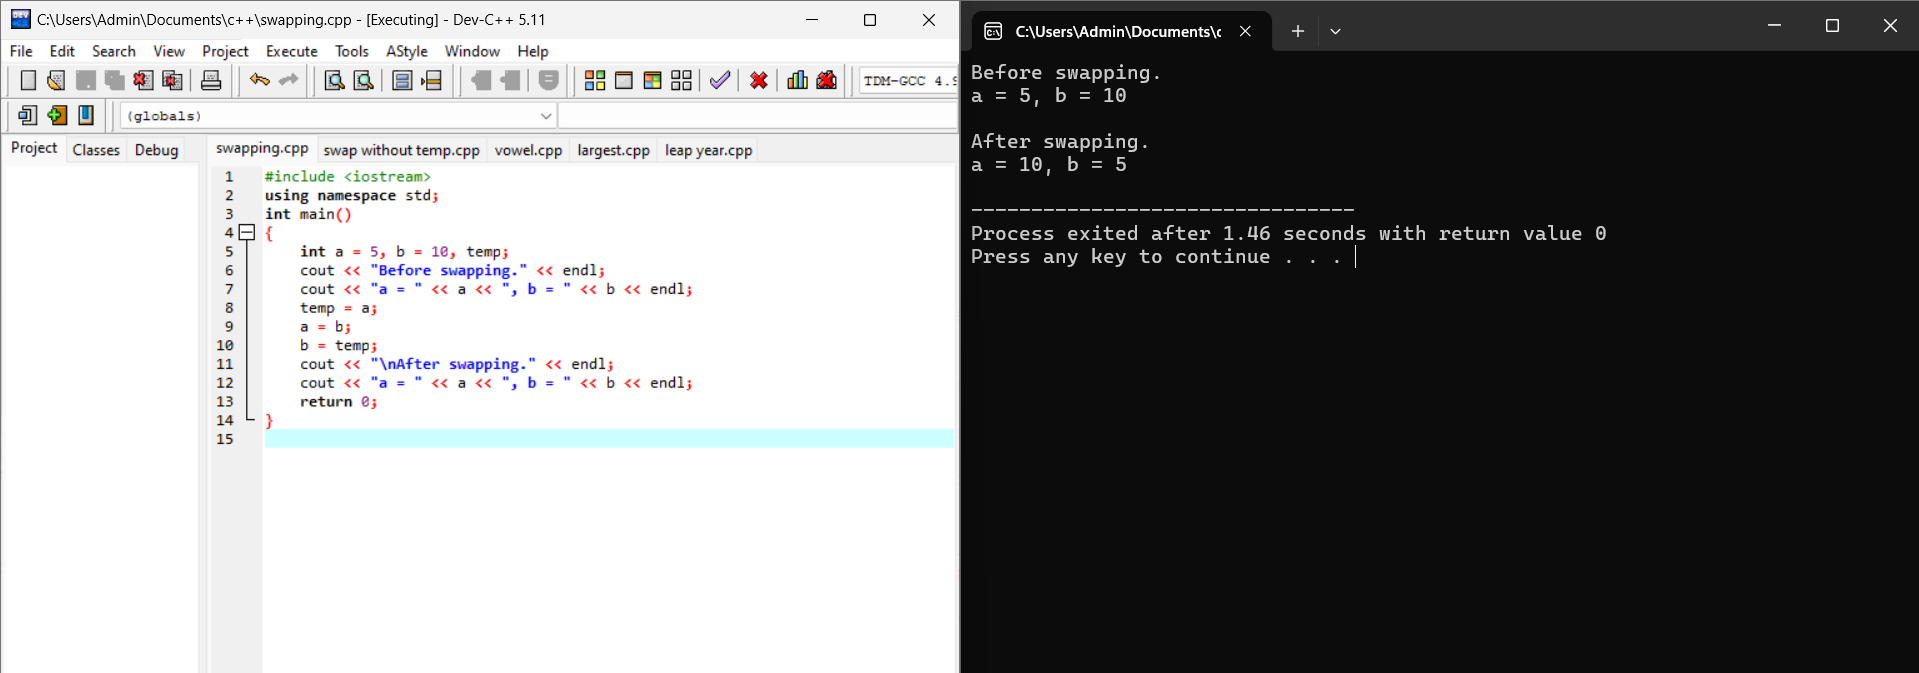 C:\Users\Admin\Documents\c++\swapping.cpp - [Executing] - Dev-C++ 5.11
File Edit Search View Project Execute Tools AStyle Window Help
TDM-GCC 4.9
(globals)
Project Classes Debug
swapping.cpp swap without temp.cpp vowel.cpp largest.cpp leap year.cpp
1 #include <iostream>
2 using namespace std;
3 int main()
4 {
5 int a = 5, b = 10, temp;
6 cout << "Before swapping." << endl;
7 cout << "a = " << a << ", b = " << b << endl;
8 temp = a;
9 a = b;
10 b = temp;
11 cout << "\nAfter swapping." << endl;
12 cout << "a = " << a << ", b = " << b << endl;
13 return 0;
14 }
15
C:\Users\Admin\Documents\c
Before swapping.
a = 5, b = 10
After swapping.
a = 10, b = 5
--------------------------------
Process exited after 1.46 seconds with return value 0
Press any key to continue . . .